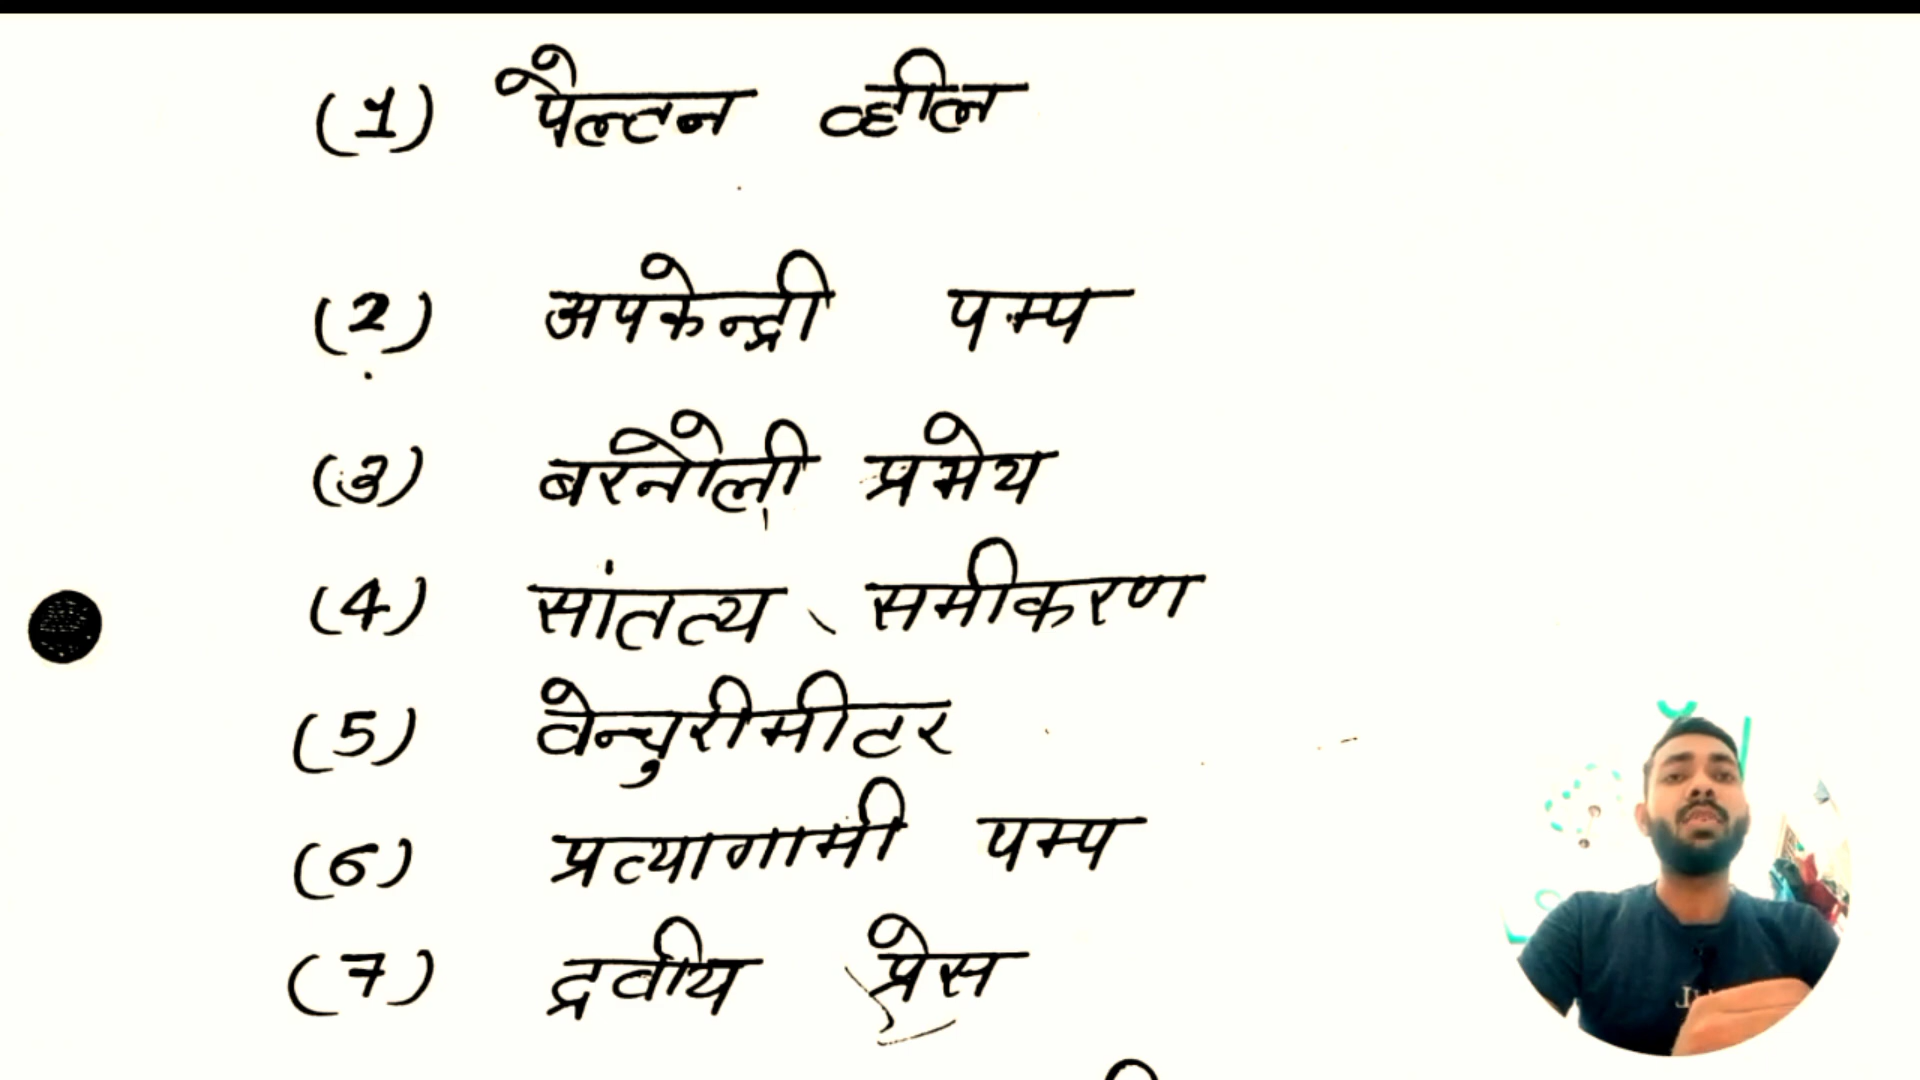 (1) पैल्टन व्हील
(2) अपकेन्द्री पम्प
(3) बरनौली प्रमेय
(4) सांतत्य समीकरण
(5) वेन्चुरीमीटर
(6) प्रत्यागामी पम्प
(7) द्रवीय प्रेस